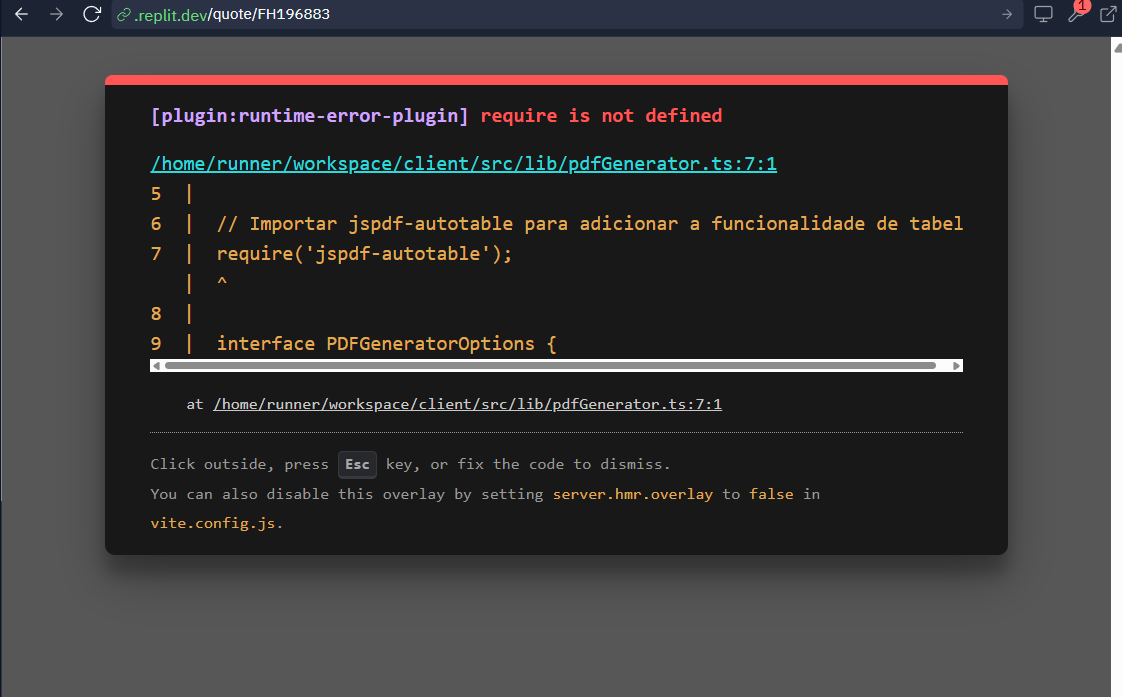 .replit.dev/quote/FH196883
1
[plugin:runtime-error-plugin] require is not defined
/home/runner/workspace/client/src/lib/pdfGenerator.ts:7:1
5 |
6 | // Importar jspdf-autotable para adicionar a funcionalidade de tabel
7 | require('jspdf-autotable');
| ^
8 |
9 | interface PDFGeneratorOptions {
at /home/runner/workspace/client/src/lib/pdfGenerator.ts:7:1
Click outside, press Esc key, or fix the code to dismiss.
You can also disable this overlay by setting server.hmr.overlay to false in
vite.config.js.